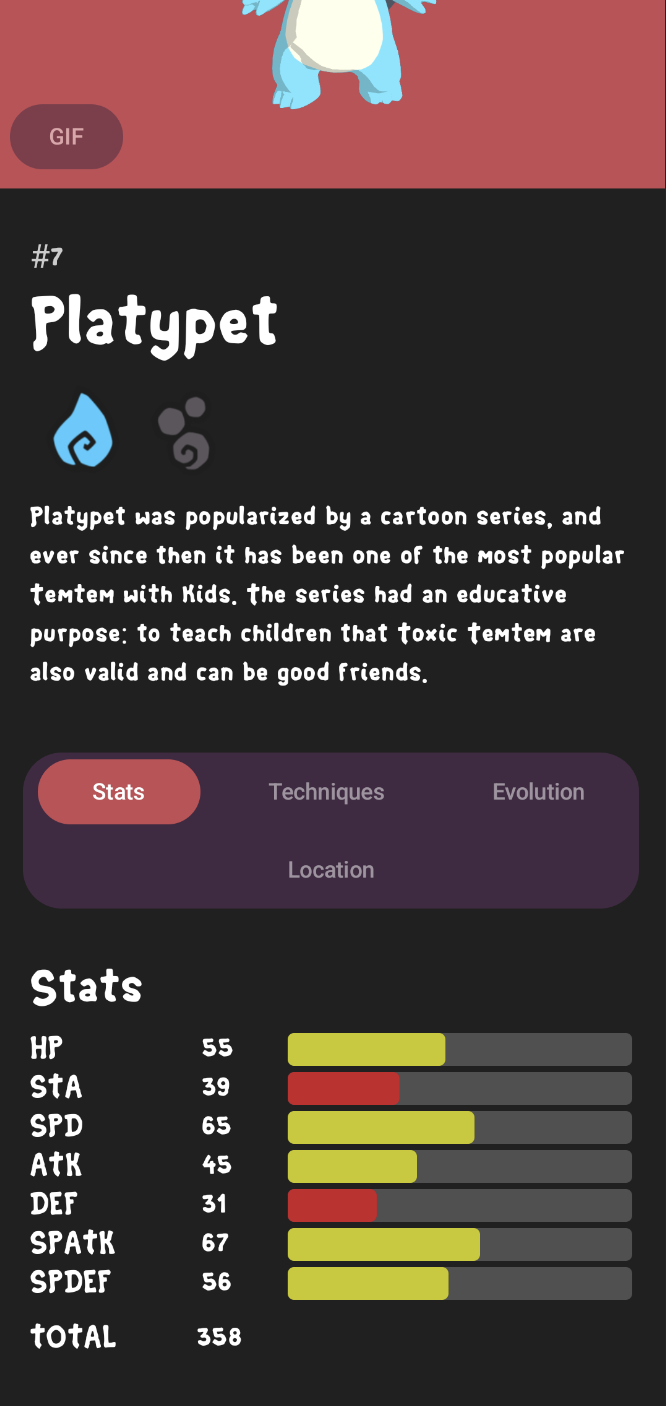 GIF
#7
Platypet
Platypet was popularized by a cartoon series, and
ever since then it has been one of the most popular
Temtem with kids. The series had an educative
purpose: to teach children that Toxic Temtem are
also valid and can be good friends.
Stats Techniques Evolution
Location
Stats
HP 55
STA 39
SPD 65
ATK 45
DEF 31
SPATK 67
SPDEF 56
TOTAL 358